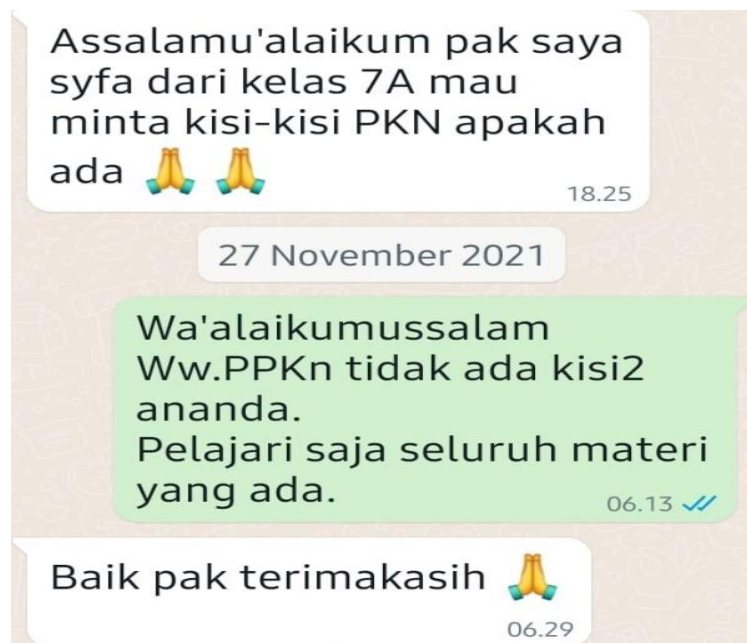 Assalamu'alaikum pak saya
syfa dari kelas 7A mau
minta kisi-kisi PKN apakah
ada 🙏 🙏
18.25
27 November 2021
Wa'alaikumussalam
Ww.PPKn tidak ada kisi2
ananda.
Pelajari saja seluruh materi
yang ada.
06.13
Baik pak terimakasih 🙏
06.29